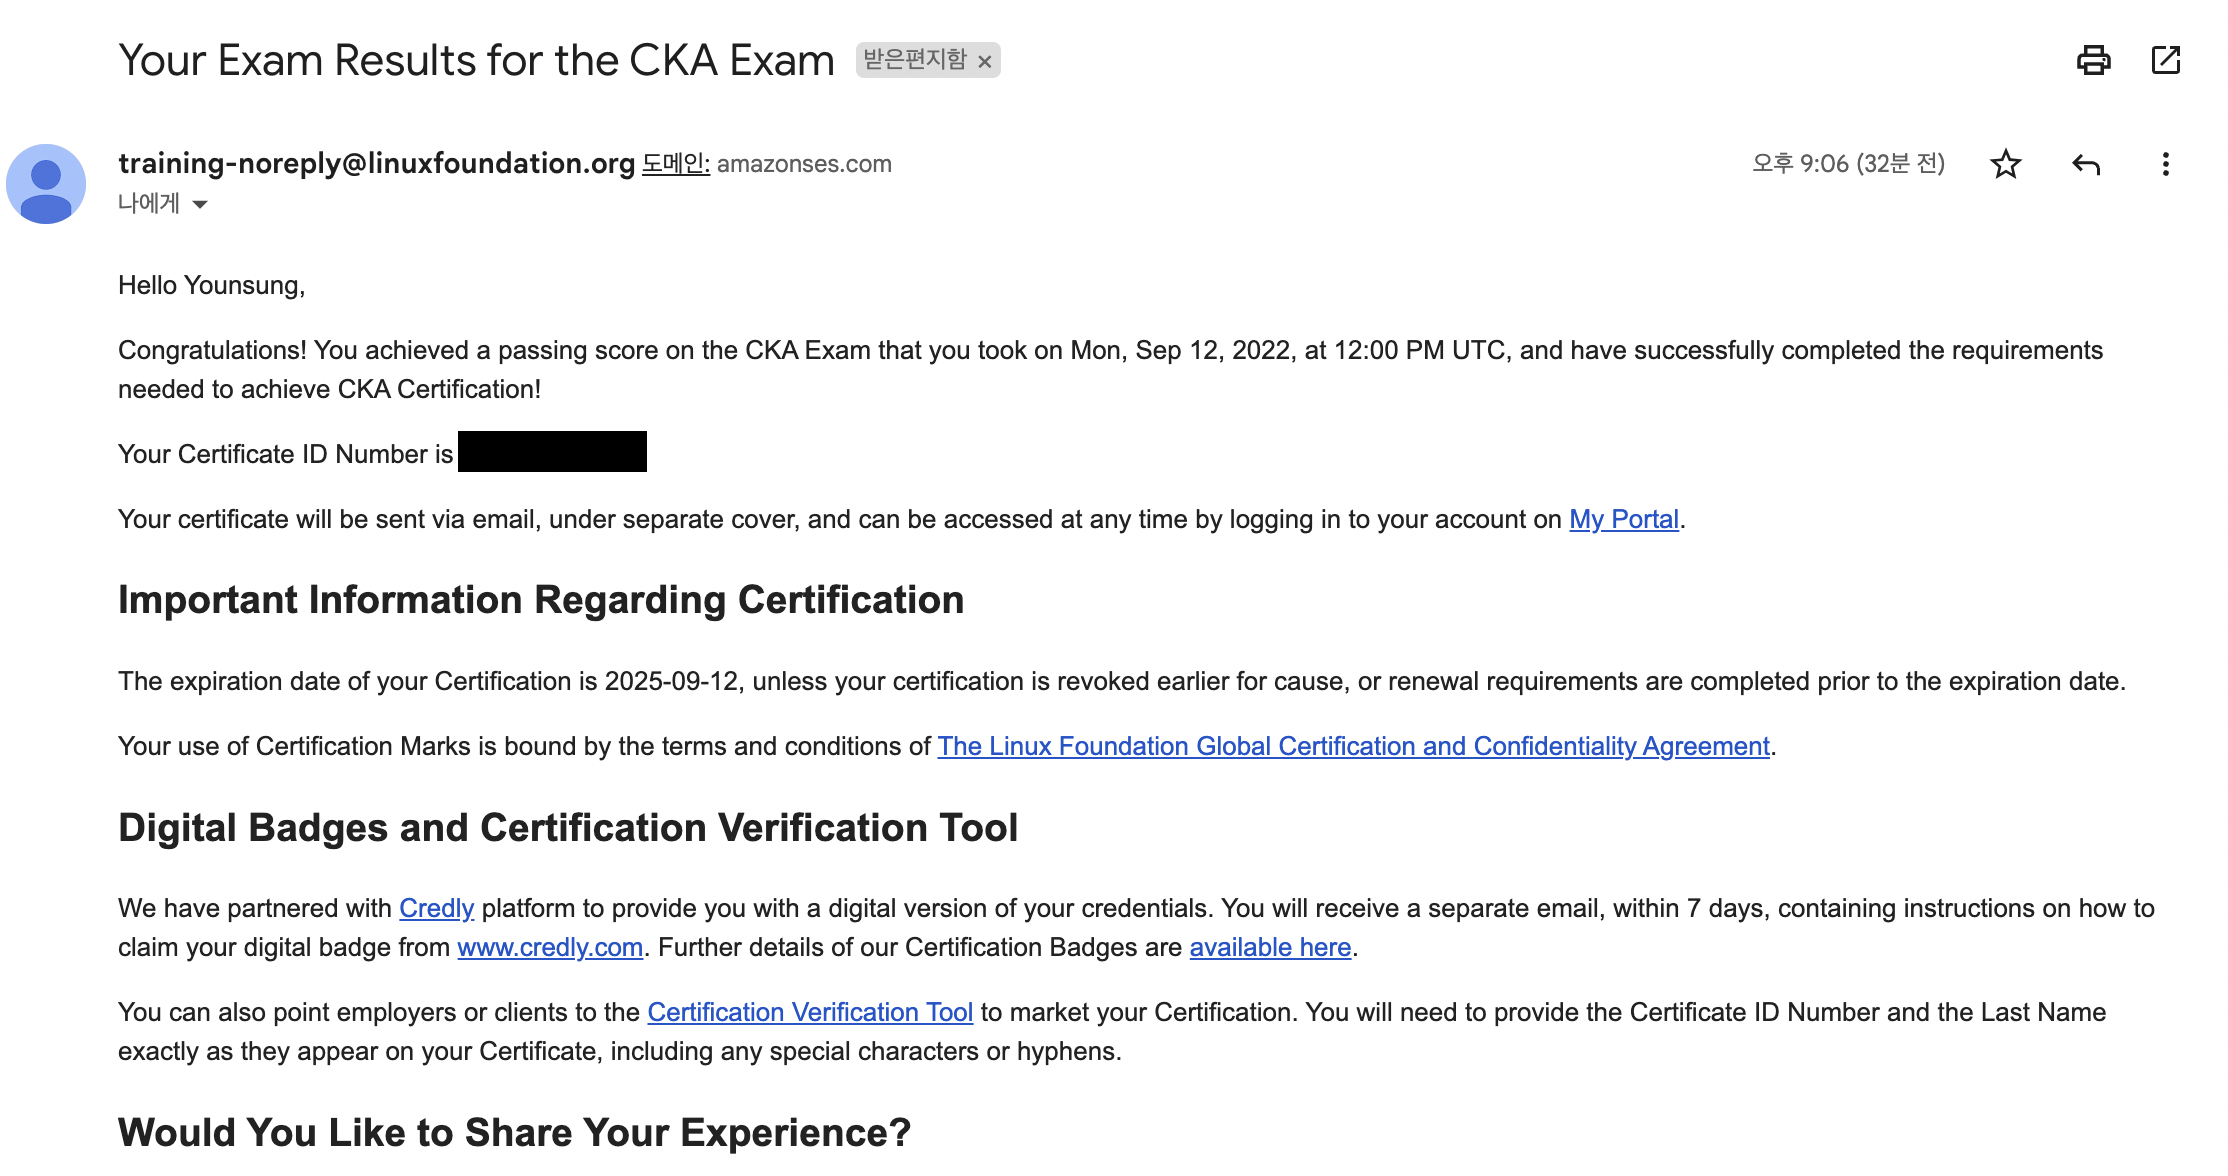 Your Exam Results for the CKA Exam 받은편지함 ×
training-noreply@linuxfoundation.org 도메인: amazonses.com 오후 9:06 (32분 전)
나에게
Hello Younsung,
Congratulations! You achieved a passing score on the CKA Exam that you took on Mon, Sep 12, 2022, at 12:00 PM UTC, and have successfully completed the requirements
needed to achieve CKA Certification!
Your Certificate ID Number is
Your certificate will be sent via email, under separate cover, and can be accessed at any time by logging in to your account on My Portal.
Important Information Regarding Certification
The expiration date of your Certification is 2025-09-12, unless your certification is revoked earlier for cause, or renewal requirements are completed prior to the expiration date.
Your use of Certification Marks is bound by the terms and conditions of The Linux Foundation Global Certification and Confidentiality Agreement.
Digital Badges and Certification Verification Tool
We have partnered with Credly platform to provide you with a digital version of your credentials. You will receive a separate email, within 7 days, containing instructions on how to
claim your digital badge from www.credly.com. Further details of our Certification Badges are available here.
You can also point employers or clients to the Certification Verification Tool to market your Certification. You will need to provide the Certificate ID Number and the Last Name
exactly as they appear on your Certificate, including any special characters or hyphens.
Would You Like to Share Your Experience?